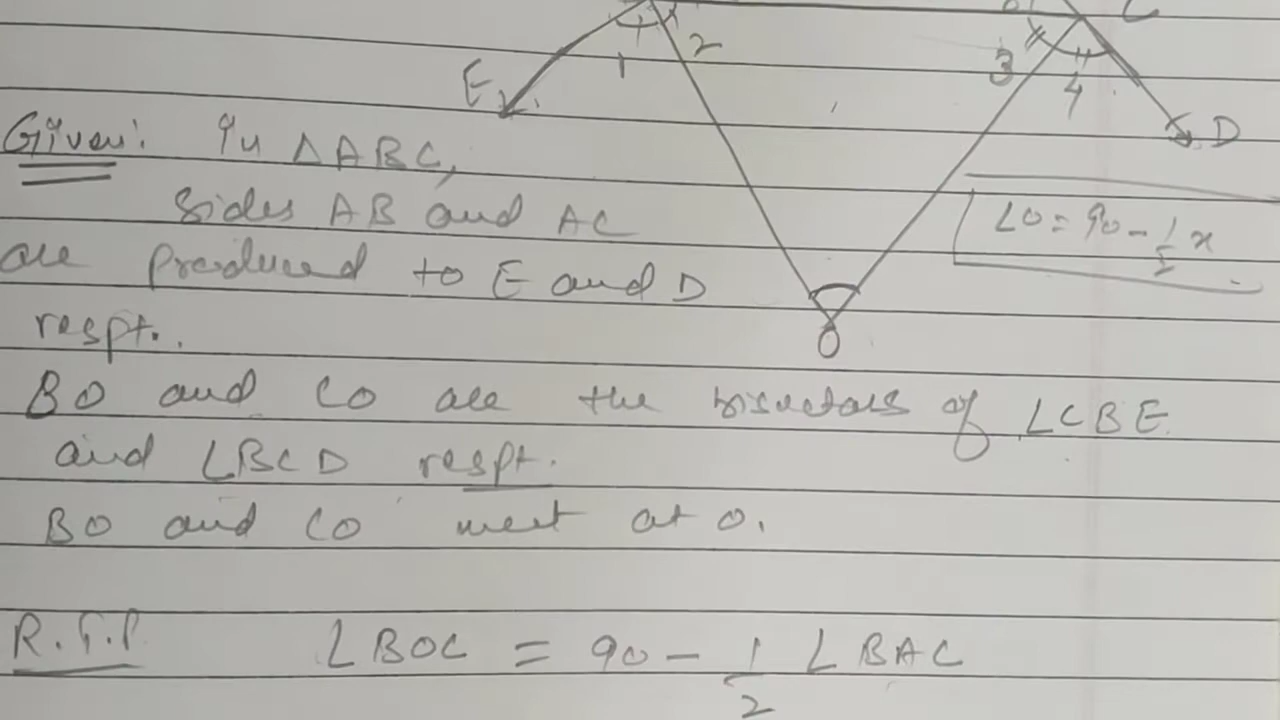 C
2
1
3
4
E
D
Given: In △ABC,
Sides AB and AC
∠O = 90 - 1/2 x
are produced to E and D
respt..
O
BO and CO are the bisectors of ∠CBE
and ∠BCD respt.
BO and CO meet at O.
R.T.P. ∠BOC = 90 - 1/2 ∠BAC